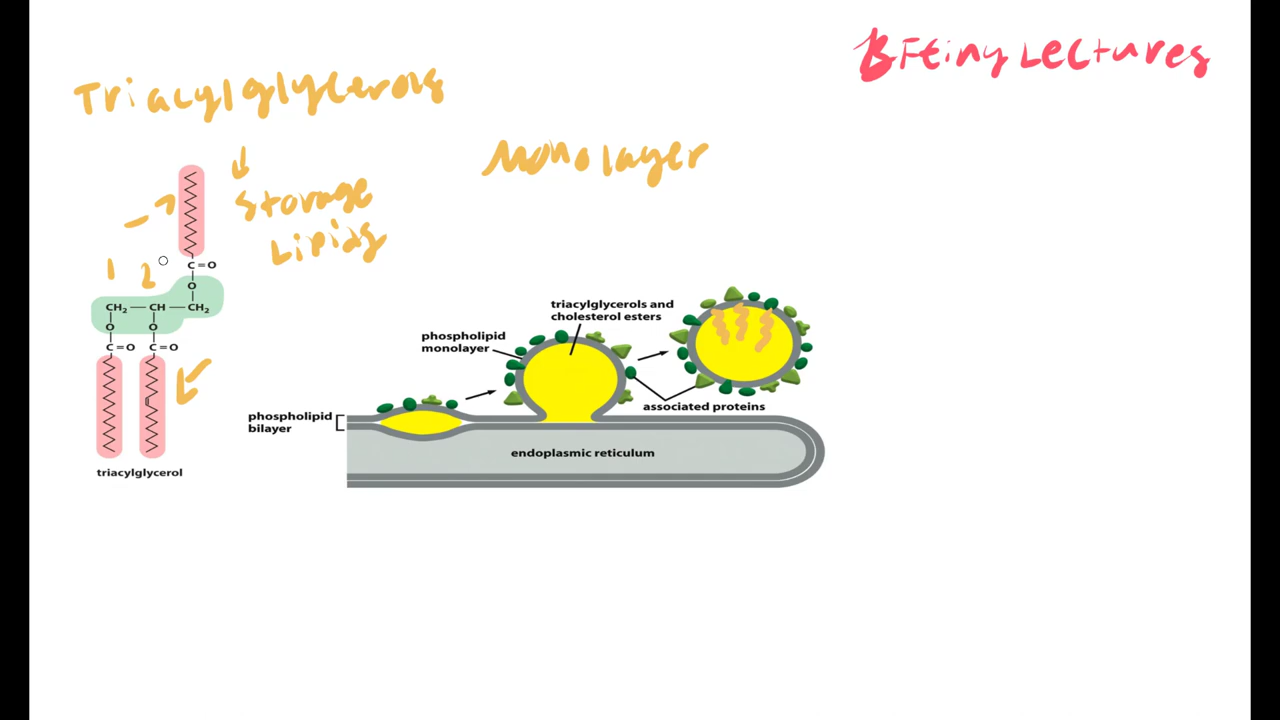 BFtiny Lectures
Triacylglycerols
Monolayer
Storage
Lipids
1 2
C=O
O
CH₂ — CH — CH₂
O O
C=O C=O
triacylglycerol
triacylglycerols and
cholesterol esters
phospholipid
monolayer
associated proteins
phospholipid
bilayer
endoplasmic reticulum